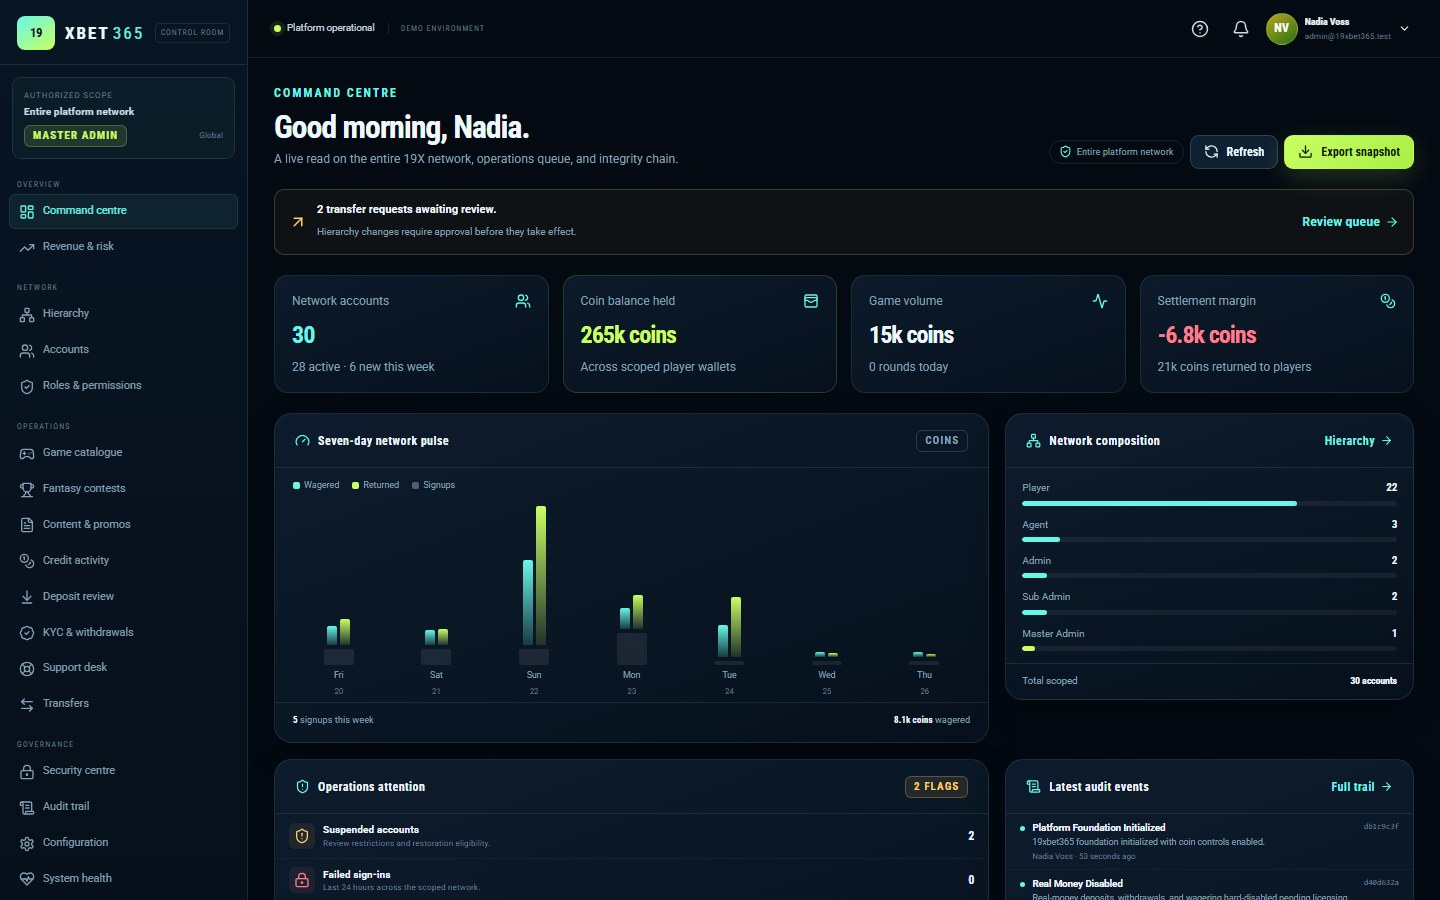 19
XBET 365
CONTROL ROOM
AUTHORIZED SCOPE
Entire platform network
MASTER ADMIN
Global
OVERVIEW
Command centre
Revenue & risk
NETWORK
Hierarchy
Accounts
Roles & permissions
OPERATIONS
Game catalogue
Fantasy contests
Content & promos
Credit activity
Deposit review
KYC & withdrawals
Support desk
Transfers
GOVERNANCE
Security centre
Audit trail
Configuration
System health
Platform operational
DEMO ENVIRONMENT
NV
Nadia Voss
admin@19xbet365.test
COMMAND CENTRE
Good morning, Nadia.
A live read on the entire 19X network, operations queue, and integrity chain.
Entire platform network
Refresh
Export snapshot
2 transfer requests awaiting review.
Hierarchy changes require approval before they take effect.
Review queue
Network accounts
30
28 active · 6 new this week
Coin balance held
265k coins
Across scoped player wallets
Game volume
15k coins
0 rounds today
Settlement margin
-6.8k coins
21k coins returned to players
Seven-day network pulse
COINS
Wagered Returned Signups
Fri Sat Sun Mon Tue Wed Thu
20 21 22 23 24 25 26
5 signups this week
8.1k coins wagered
Network composition
Hierarchy
Player 22
Agent 3
Admin 2
Sub Admin 2
Master Admin 1
Total scoped 30 accounts
Operations attention
2 FLAGS
Suspended accounts
Review restrictions and restoration eligibility.
2
Failed sign-ins
Last 24 hours across the scoped network.
0
Latest audit events
Full trail
Platform Foundation Initialized db1c9c3f
19xbet365 foundation initialized with coin controls enabled.
Nadia Voss · 53 seconds ago
Real Money Disabled d40d632a
Real-money deposits, withdrawals, and wagering hard-disabled pending licensing.